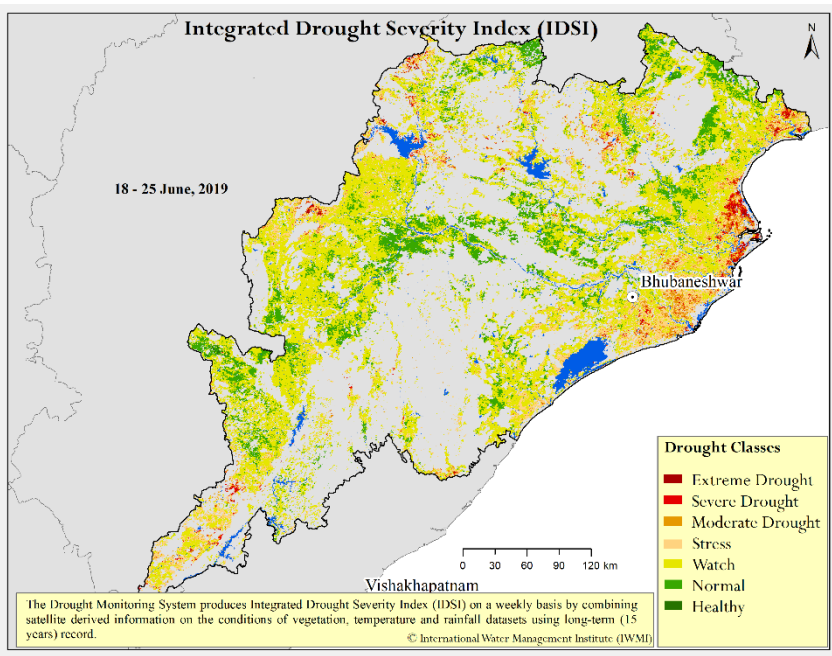 Integrated Drought Severity Index (IDSI)
N
18 - 25 June, 2019
Bhubaneshwar
Drought Classes
Extreme Drought
Severe Drought
Moderate Drought
Stress
Watch
Normal
Healthy
0 30 60 90 120 km
Vishakhapatnam
The Drought Monitoring System produces Integrated Drought Severity Index (IDSI) on a weekly basis by combining
satellite derived information on the conditions of vegetation, temperature and rainfall datasets using long-term (15
years) record.
© International Water Management Institute (IWMI)